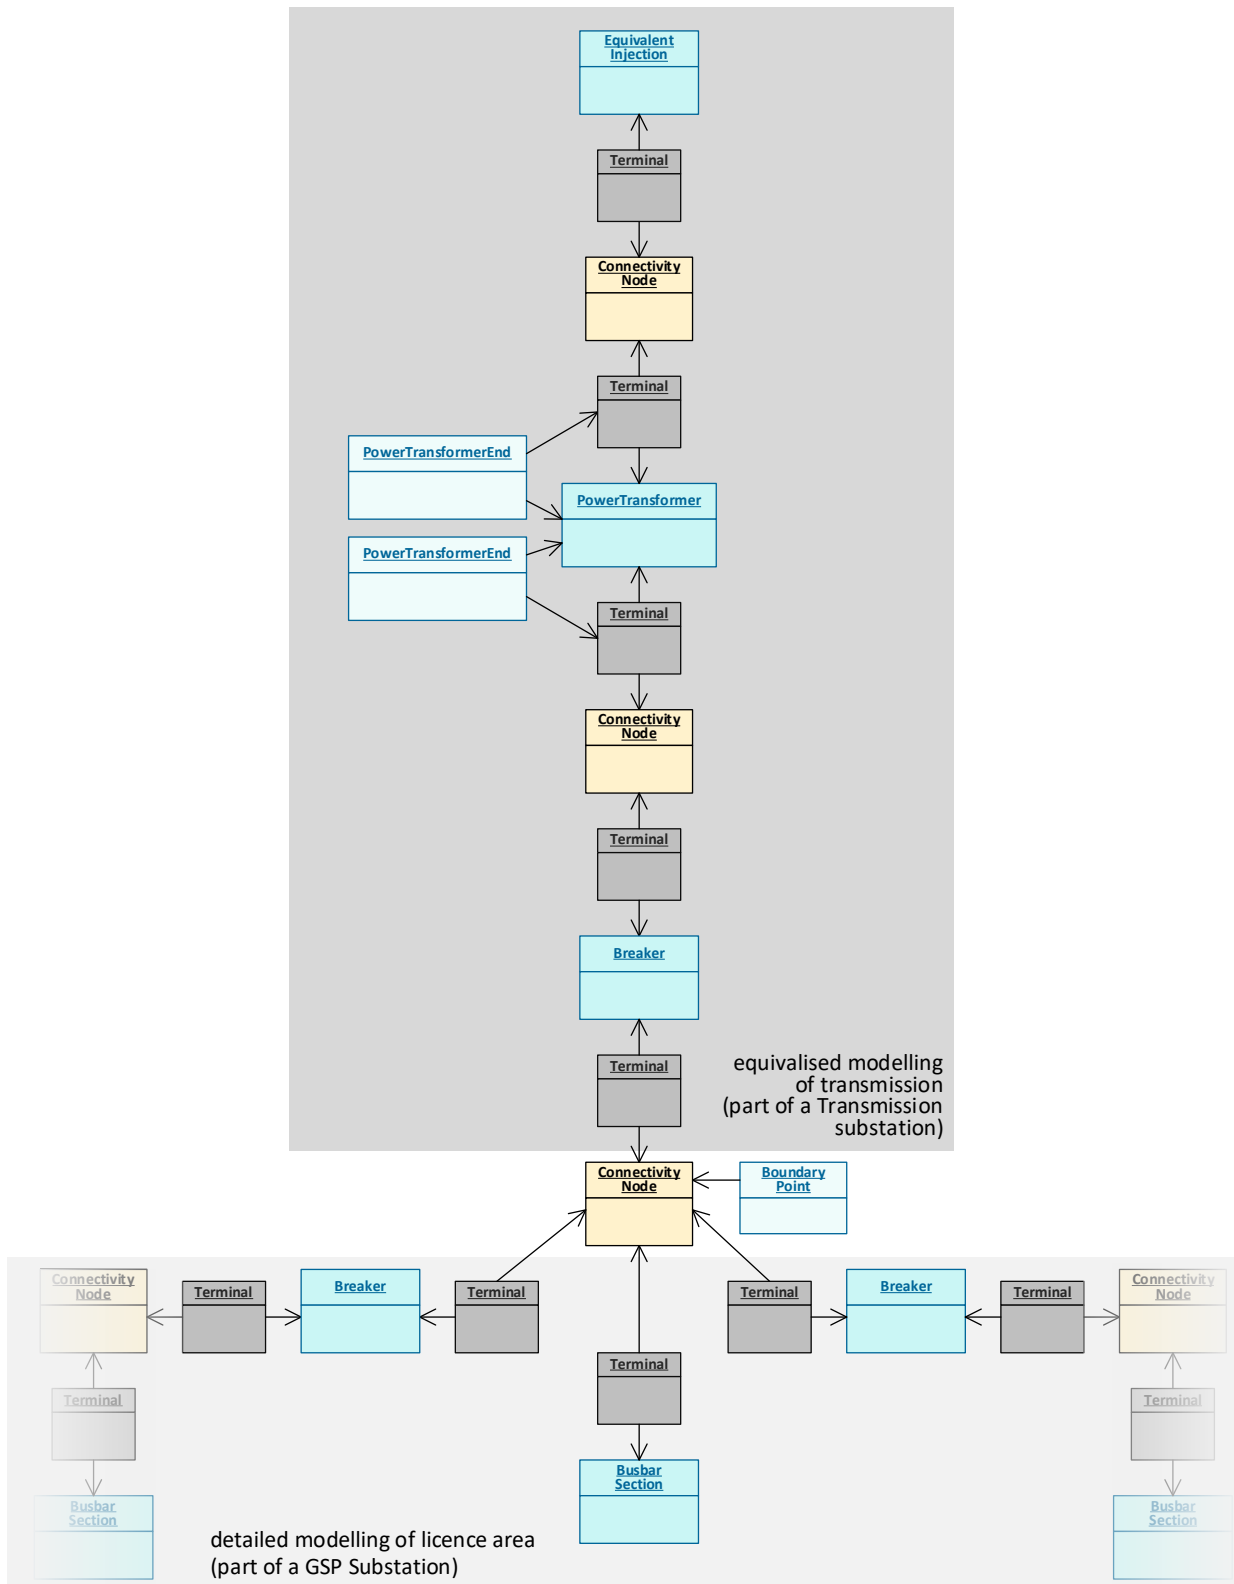 Equivalent
Injection
Terminal
Connectivity
Node
Terminal
PowerTransformerEnd
PowerTransformer
PowerTransformerEnd
Terminal
Connectivity
Node
Terminal
Breaker
Terminal
equivalised modelling
of transmission
(part of a Transmission
substation)
Connectivity
Node
Boundary
Point
Connectivity
Node
Terminal
Breaker
Terminal
Terminal
Breaker
Terminal
Connectivity
Node
Terminal
Terminal
Terminal
Busbar
Section
Busbar
Section
Busbar
Section
detailed modelling of licence area
(part of a GSP Substation)